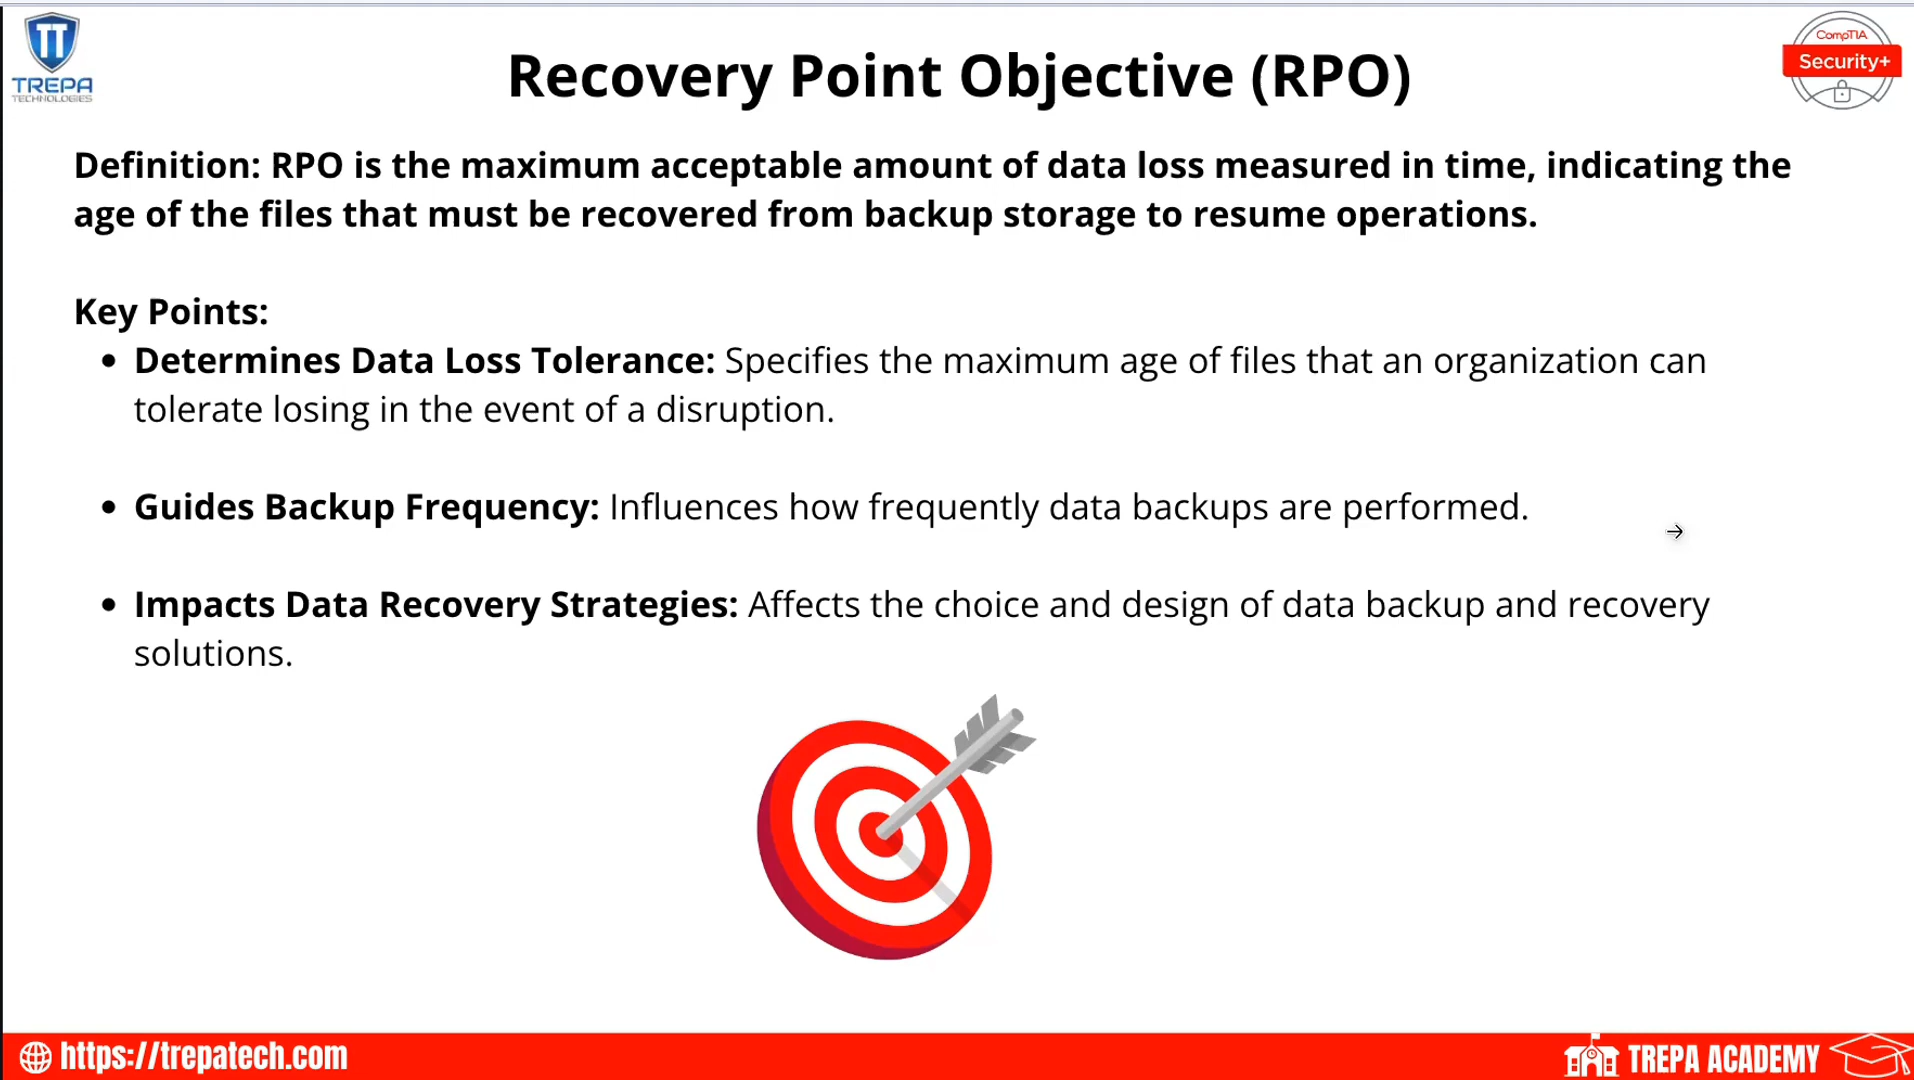 TT
TREPA
TECHNOLOGIES
Recovery Point Objective (RPO)
CompTIA
Security+
Definition: RPO is the maximum acceptable amount of data loss measured in time, indicating the
age of the files that must be recovered from backup storage to resume operations.
Key Points:
• Determines Data Loss Tolerance: Specifies the maximum age of files that an organization can
tolerate losing in the event of a disruption.
• Guides Backup Frequency: Influences how frequently data backups are performed.
• Impacts Data Recovery Strategies: Affects the choice and design of data backup and recovery
solutions.
https://trepatech.com
TREPA ACADEMY